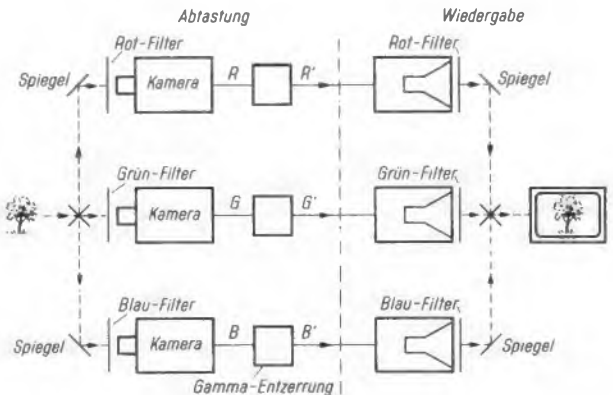 Abtastung
Wiedergabe
Rot-Filter
Rot-Filter
Spiegel
Kamera
R
R'
Spiegel
Grün-Filter
Grün-Filter
Kamera
G
G'
Blau-Filter
Blau-Filter
Spiegel
Kamera
B
B'
Spiegel
Gamma-Entzerrung